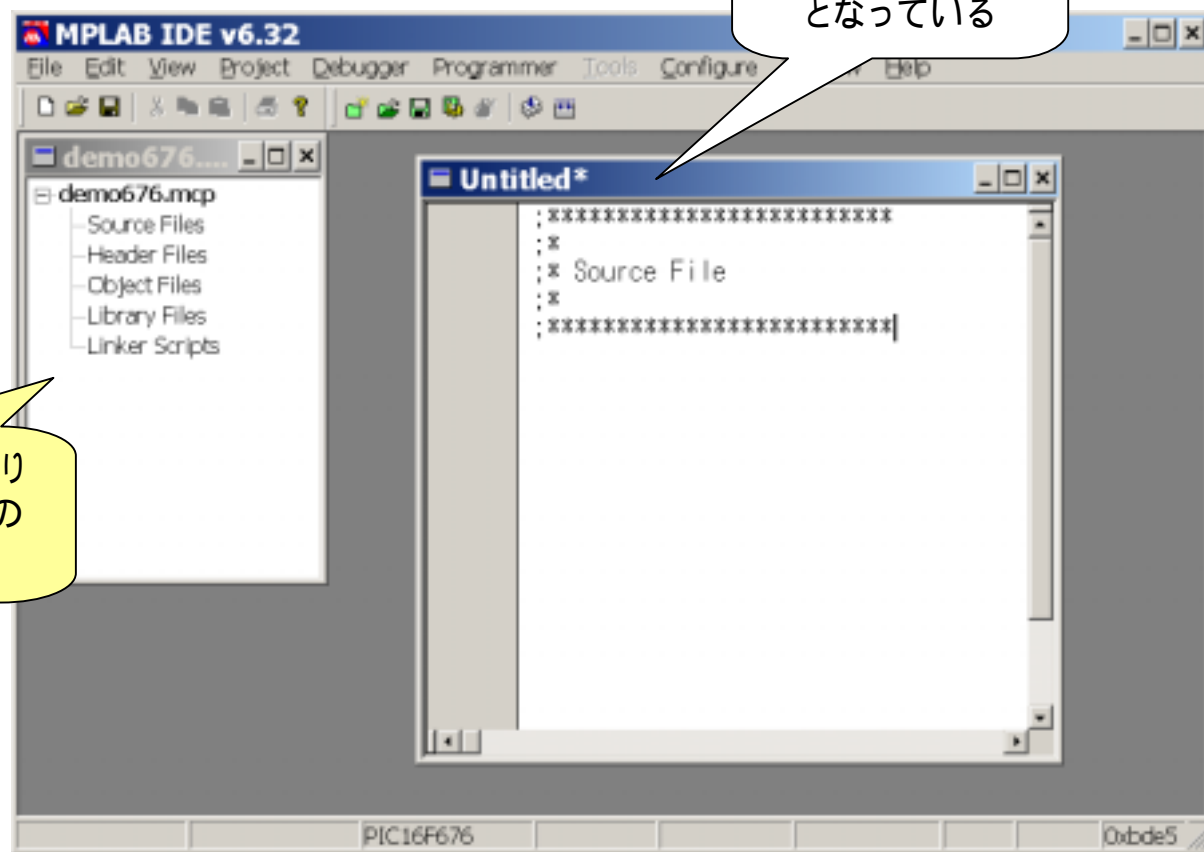 となっている
MPLAB IDE v6.32
File Edit View Project Debugger Programmer Tools Configure Help
demo676....
demo676.mcp
Source Files
Header Files
Object Files
Library Files
Linker Scripts
り
の
Untitled*
;*************************
;*
;* Source File
;*
;*************************
PIC16F676
0xbde5